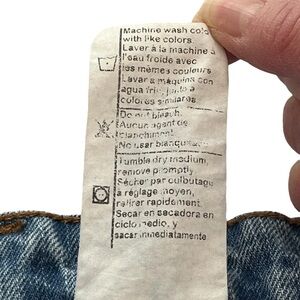 Machine wash cold
with like colors.
Laver à la machine à
l'eau froide avec
les mêmes couleurs
Lavar a máquina con
agua fría, junto a
colores similares
Do not bleach.
Aucun agent de
blanchiment
No usar blanqueador
Tumble dry medium,
remove promptly
Sécher par culbutage
à réglage moyen,
retirer rapidement.
Secar en secadora en
ciclo medio, y
sacar inmediatamente